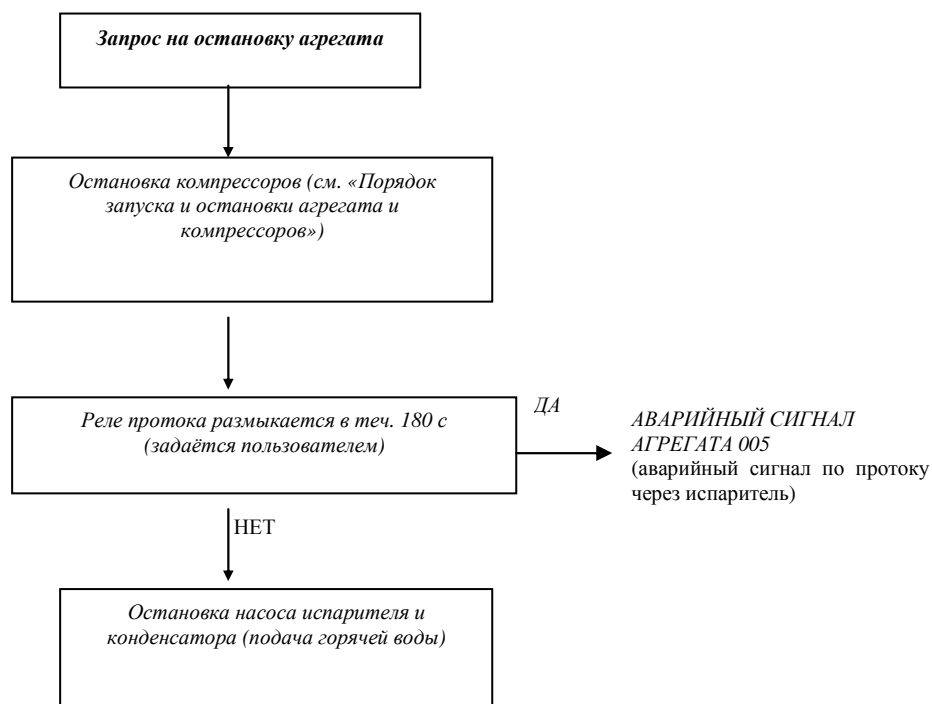 Запрос на остановку агрегата
Остановка компрессоров (см. «Порядок
запуска и остановки агрегата и
компрессоров»)
Реле протока размыкается в теч. 180 с
(задаётся пользователем)
ДА
АВАРИЙНЫЙ СИГНАЛ
АГРЕГАТА 005
(аварийный сигнал по протоку
через испаритель)
НЕТ
Остановка насоса испарителя и
конденсатора (подача горячей воды)